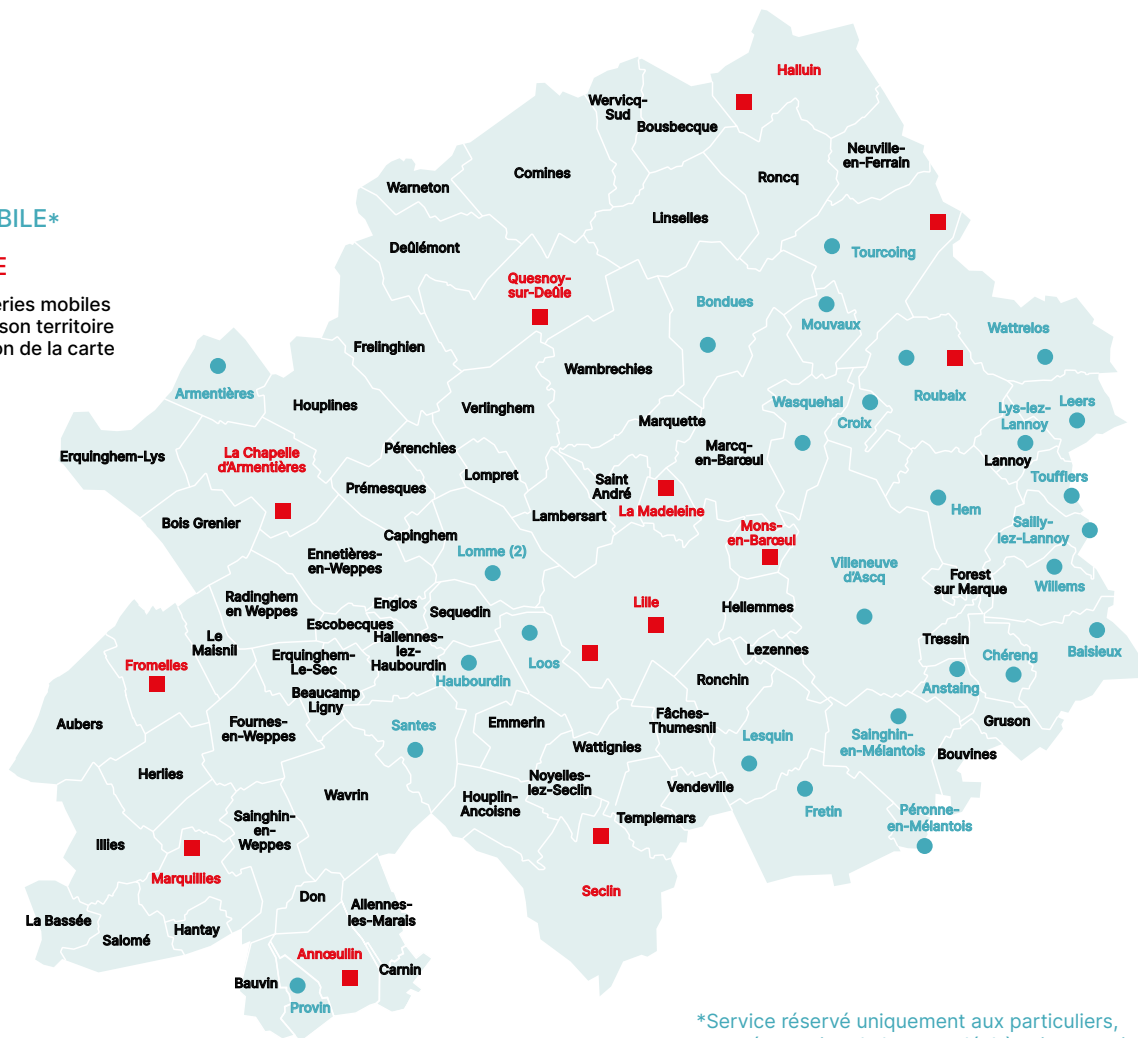 BILE*
E
ries mobiles
son territoire
on de la carte
Halluin
Wervicq-
Sud
Bousbecque
Neuville-
en-Ferrain
Comines
Roncq
Warneton
Linselles
Deûlémont
Tourcoing
Quesnoy-
sur-Deûle
Bondues
Mouvaux
Wattrelos
Frelinghien
Wambrechies
Armentières
Houplines
Verlinghem
Wasquehal
Croix
Roubaix
Lys-lez-
Lannoy
Leers
Marquette
Erquinghem-Lys
La Chapelle
d'Armentières
Pérenchies
Marcq-
en-Barœul
Lannoy
Prémesques
Lompret
Saint
André
Toufflers
La Madeleine
Lambersart
Hem
Bois Grenier
Capinghem
Mons-
en-Barœul
Sailly-
lez-Lannoy
Ennetières-
en-Weppes
Lomme (2)
Villeneuve
d'Ascq
Forest
sur Marque
Willems
Radinghem
en Weppes
Englos
Sequedin
Lille
Hellemmes
Escobecques
Le
Maisnil
Hallennes-
lez-
Haubourdin
Lezennes
Tressin
Chéreng
Baisieux
Fromelles
Erquinghem-
Le-Sec
Loos
Haubourdin
Ronchin
Anstaing
Beaucamp
Ligny
Aubers
Fournes-
en-Weppes
Santes
Emmerin
Fâches-
Thumesnil
Gruson
Lesquin
Sainghin-
en-Mélantois
Wattignies
Bouvines
Herlies
Noyelles-
lez-Seclin
Vendeville
Wavrin
Houplin-
Ancoisne
Fretin
Péronne-
en-Mélantois
Sainghin-
en-
Weppes
Templemars
Illies
Marquillies
Seclin
Don
Allennes-
les-Marais
La Bassée
Salomé
Hantay
Annœullin
Carnin
Bauvin
Provin
*Service réservé uniquement aux particuliers,